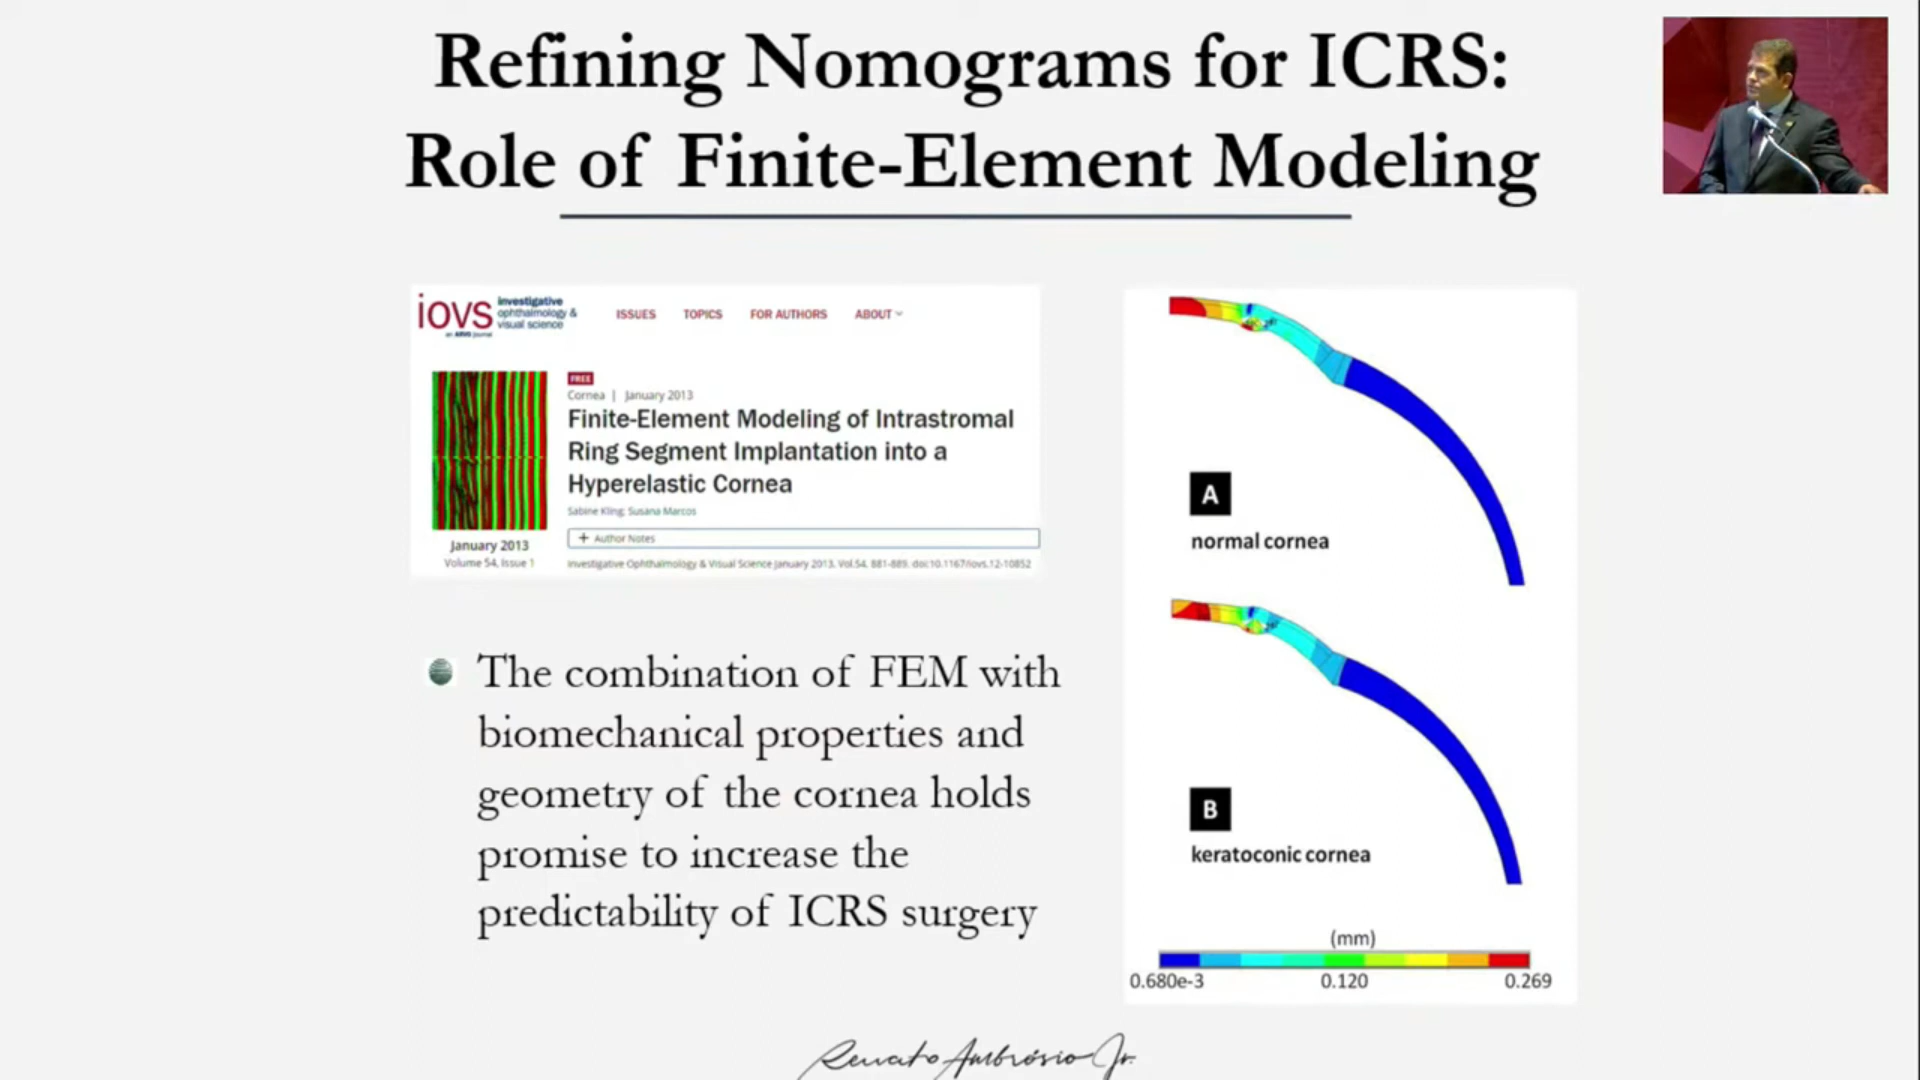 Refining Nomograms for ICRS:
Role of Finite-Element Modeling
iovs
investigative
ophthalmology &
visual science
an ARVO journal
ISSUES TOPICS FOR AUTHORS ABOUT
FREE
Cornea | January 2013
Finite-Element Modeling of Intrastromal
Ring Segment Implantation into a
Hyperelastic Cornea
Sabine Kling; Susana Marcos
+ Author Notes
January 2013
Volume 54, Issue 1
Investigative Ophthalmology & Visual Science January 2013, Vol.54, 881-889. doi:10.1167/iovs.12-10852
The combination of FEM with
biomechanical properties and
geometry of the cornea holds
promise to increase the
predictability of ICRS surgery
A
normal cornea
B
keratoconic cornea
(mm)
0.680e-3 0.120 0.269
Renato Ambrósio Jr.